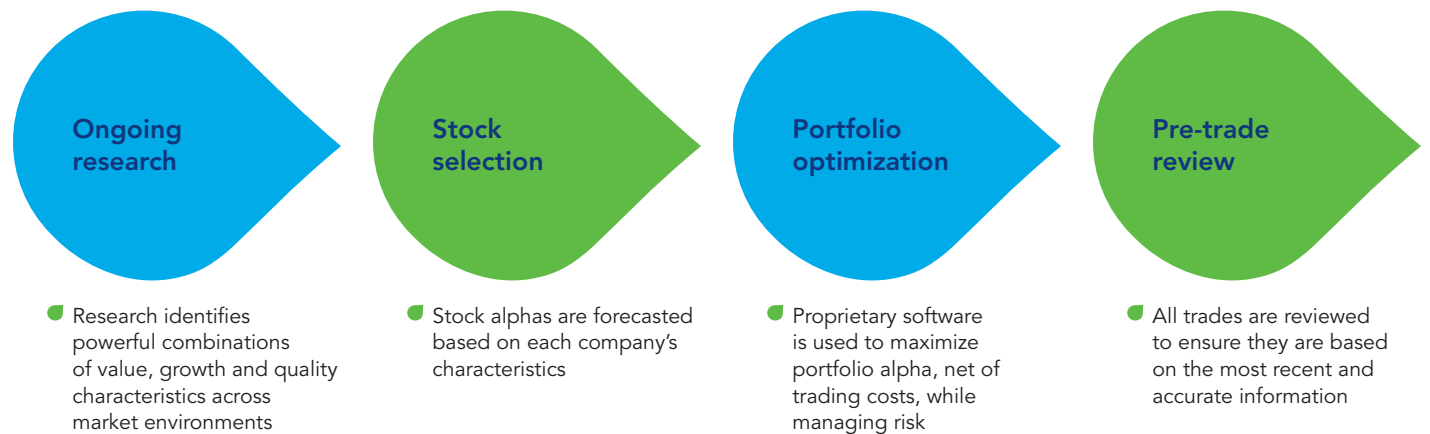 Ongoing
research
Stock
selection
Portfolio
optimization
Pre-trade
review
Research identifies
powerful combinations
of value, growth and quality
characteristics across
market environments
Stock alphas are forecasted
based on each company’s
characteristics
Proprietary software
is used to maximize
portfolio alpha, net of
trading costs, while
managing risk
All trades are reviewed
to ensure they are based
on the most recent and
accurate information